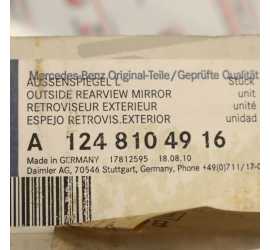 Mercedes-Benz Original-Teile/Geprüfte Qualität
AUSSENSPIEGEL L Stück
OUTSIDE REARVIEW MIRROR unit
RETROVISEUR EXTERIEUR unité
ESPEJO RETROVIS.EXTERIOR unidad
A 124 810 49 16
Made in GERMANY 17812595 18.08.10
Daimler AG, 70546 Stuttgart, Germany, Phone +49(0)711/17-0